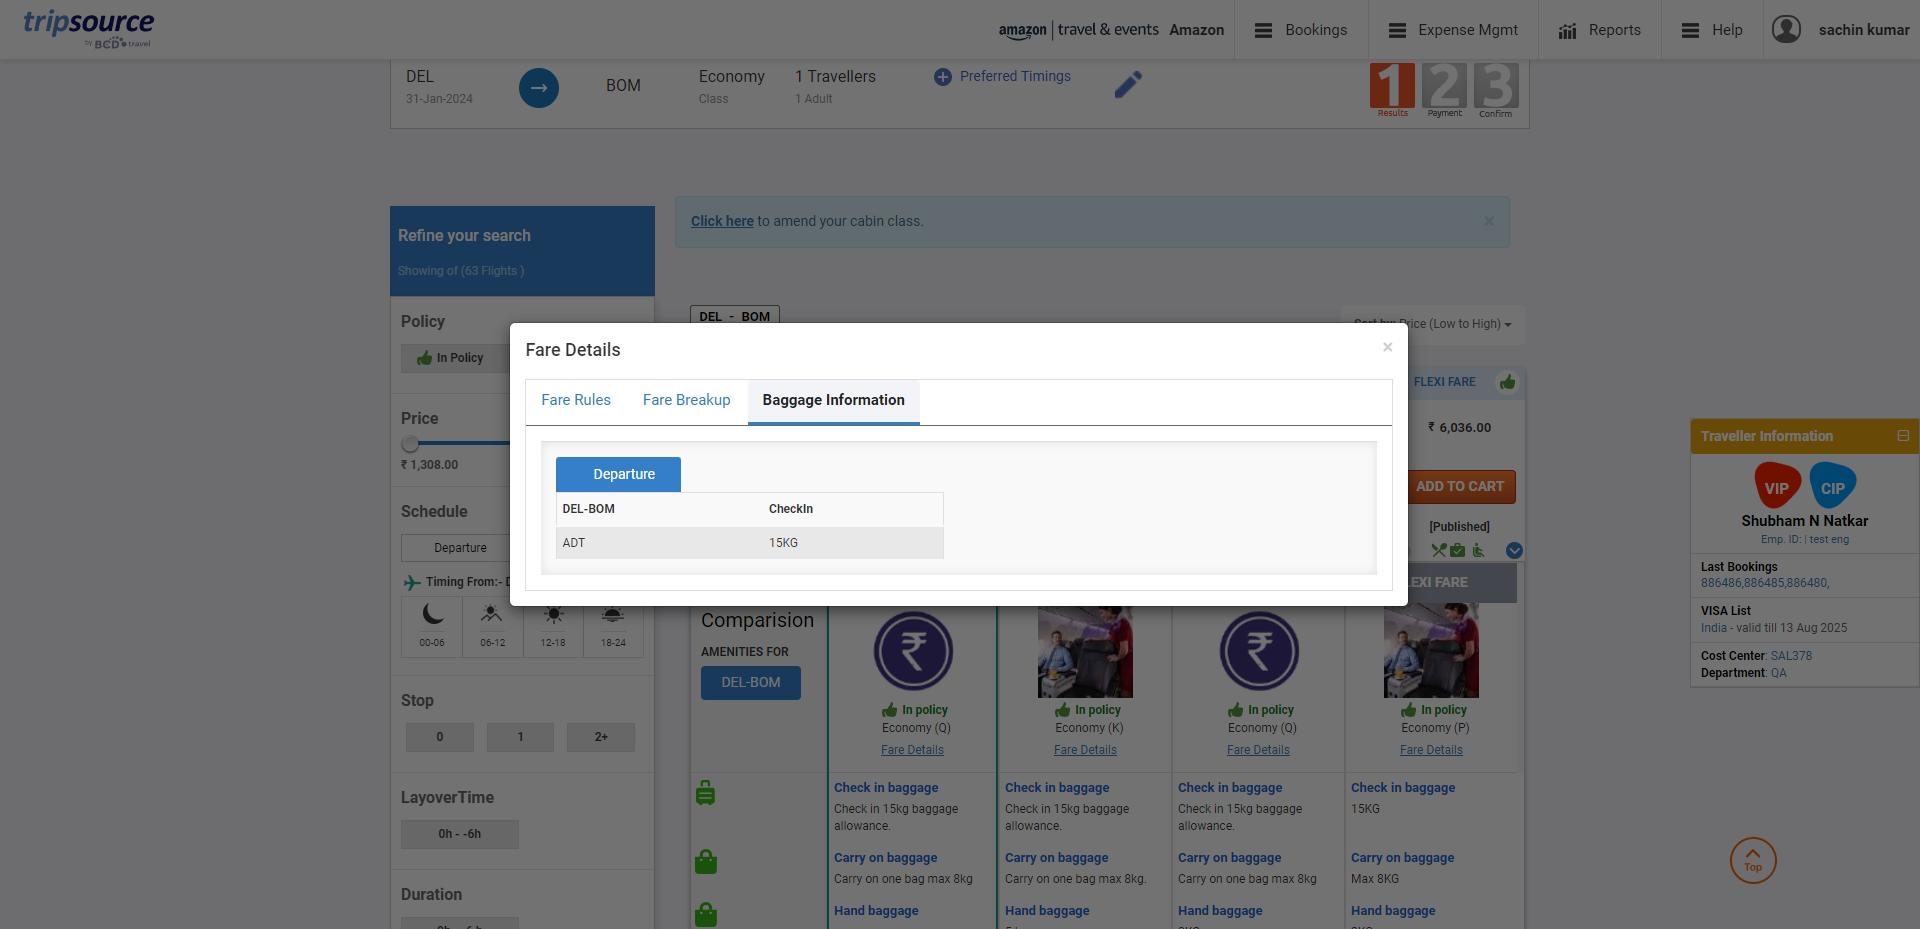 tripsource
by BCD travel
amazon | travel & events Amazon
Bookings
Expense Mgmt
Reports
Help
sachin kumar
DEL
31-Jan-2024
BOM
Economy
Class
1 Travellers
1 Adult
Preferred Timings
1 2 3
Results Payment Confirm
Refine your search
Showing of (63 Flights )
Click here to amend your cabin class.
×
DEL - BOM
Sort by: Price (Low to High)
Policy
In Policy
Price
₹ 1,308.00
Schedule
Departure
Timing From:- D
00-06 06-12 12-18 18-24
Stop
0 1 2+
LayoverTime
0h - -6h
Duration
Fare Details
×
Fare Rules Fare Breakup Baggage Information
Departure
DEL-BOM CheckIn
ADT 15KG
FLEXI FARE
₹ 6,036.00
ADD TO CART
[Published]
LEXI FARE
Comparision
AMENITIES FOR
DEL-BOM
In policy In policy In policy In policy
Economy (Q) Economy (K) Economy (Q) Economy (P)
Fare Details Fare Details Fare Details Fare Details
Check in baggage Check in baggage Check in baggage Check in baggage
Check in 15kg baggage Check in 15kg baggage Check in 15kg baggage 15KG
allowance. allowance. allowance.
Carry on baggage Carry on baggage Carry on baggage Carry on baggage
Carry on one bag max 8kg Carry on one bag max 8kg. Carry on one bag max 8kg Max 8KG
Hand baggage Hand baggage Hand baggage Hand baggage
Traveller Information
VIP CIP
Shubham N Natkar
Emp. ID: | test eng
Last Bookings
886486,886485,886480,
VISA List
India - valid till 13 Aug 2025
Cost Center: SAL378
Department: QA
Top